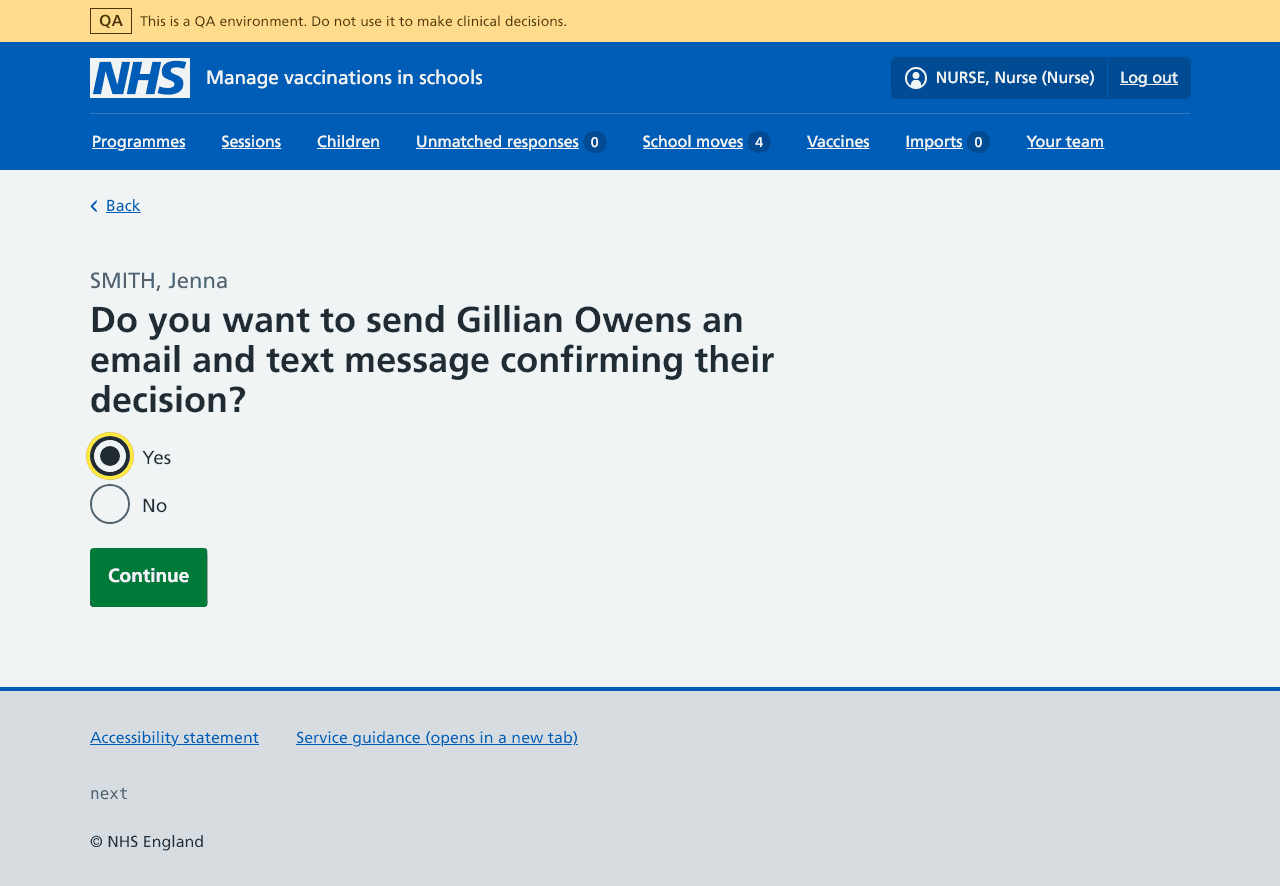 QA This is a QA environment. Do not use it to make clinical decisions.
NHS Manage vaccinations in schools NURSE, Nurse (Nurse) Log out
Programmes Sessions Children Unmatched responses 0 School moves 4 Vaccines Imports 0 Your team
Back
SMITH, Jenna
Do you want to send Gillian Owens an
email and text message confirming their
decision?
Yes
No
Continue
Accessibility statement Service guidance (opens in a new tab)
next
© NHS England